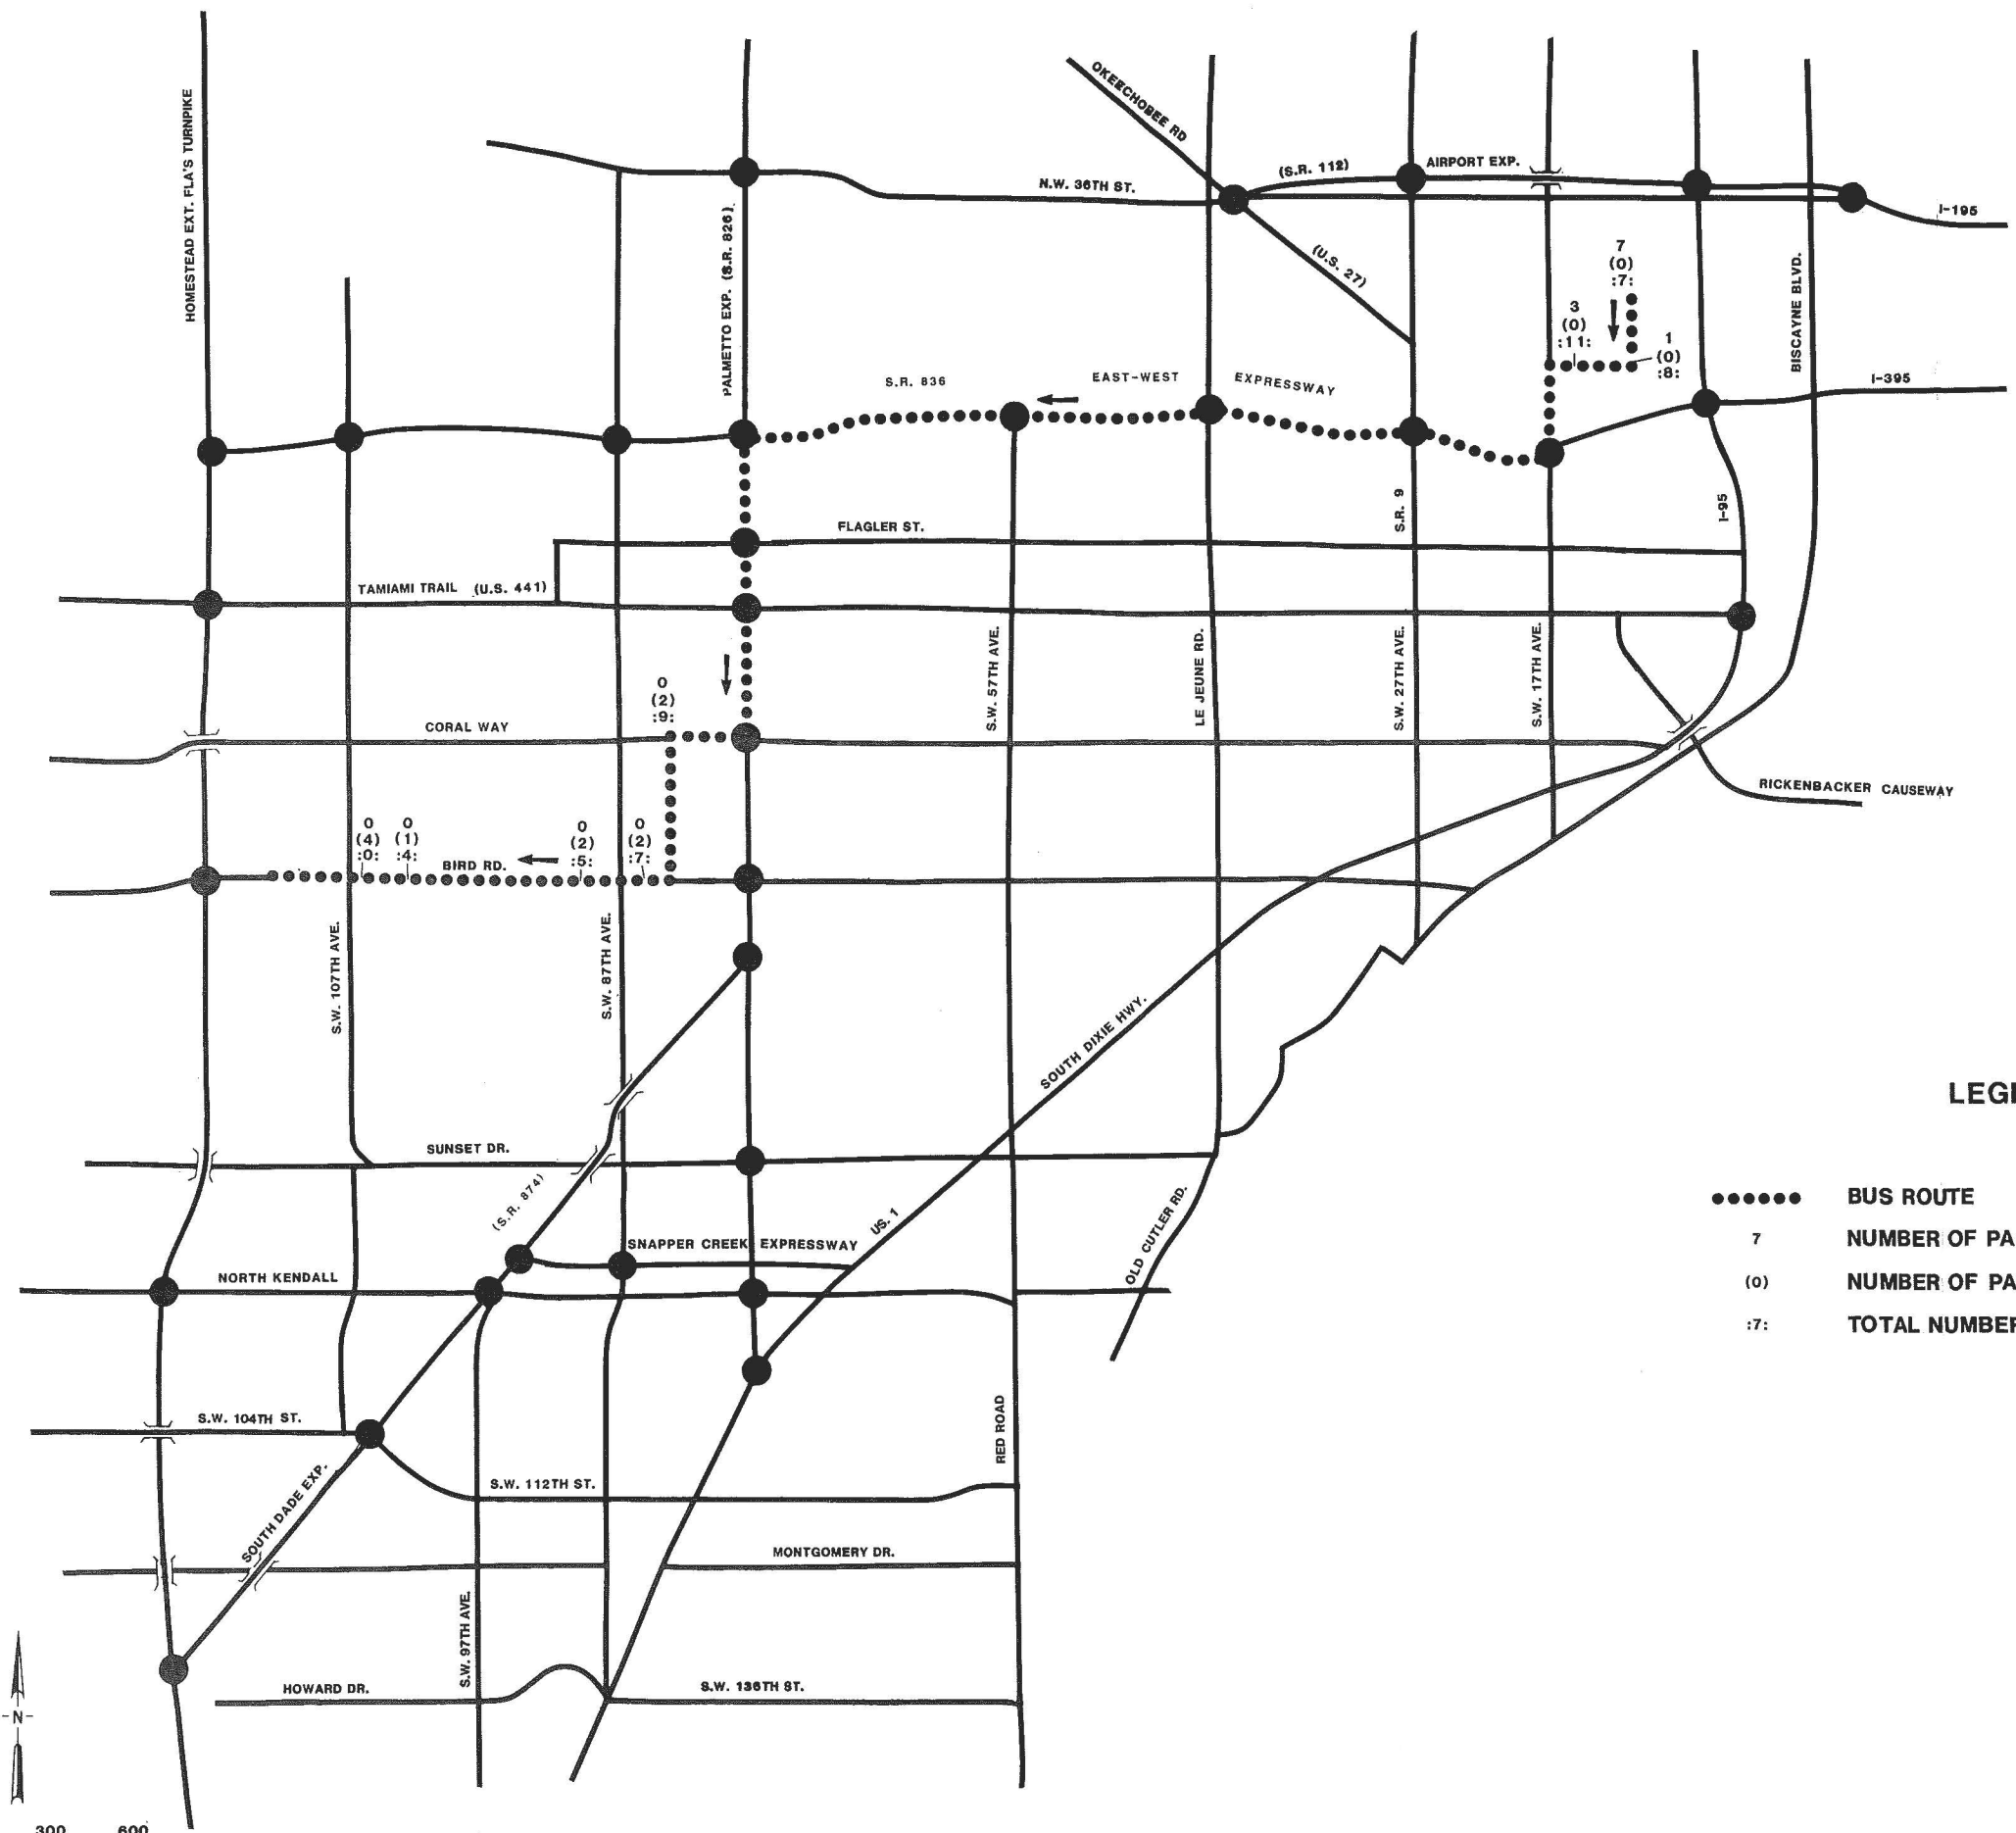 HOMESTEAD EXT. FLA'S TURNPIKE
PALMETTO EXP. (S.R. 826)
OKEECHOBEE RD
N.W. 36TH ST.
(S.R. 112)
AIRPORT EXP.
I-195
(U.S. 27)
BISCAYNE BLVD.
7
(0)
:7:
3
(0)
:11:
1
(0)
:8:
S.R. 836
EAST-WEST
EXPRESSWAY
I-395
S.R. 9
I-95
FLAGLER ST.
TAMIAMI TRAIL (U.S. 441)
S.W. 57TH AVE.
LE JEUNE RD.
S.W. 27TH AVE.
S.W. 17TH AVE.
0
(2)
:9:
CORAL WAY
RICKENBACKER CAUSEWAY
0
(4)
:0:
0
(1)
:4:
BIRD RD.
0
(2)
:5:
0
(2)
:7:
S.W. 107TH AVE.
S.W. 87TH AVE.
SOUTH DIXIE HWY.
LEGE
SUNSET DR.
(S.R. 874)
US. 1
OLD CUTLER RD.
BUS ROUTE
7 NUMBER OF PA
(0) NUMBER OF PA
:7: TOTAL NUMBER
SNAPPER CREEK EXPRESSWAY
NORTH KENDALL
S.W. 104TH ST.
RED ROAD
SOUTH DADE EXP.
S.W. 112TH ST.
MONTGOMERY DR.
S.W. 97TH AVE.
HOWARD DR.
S.W. 136TH ST.
-N-
300 600